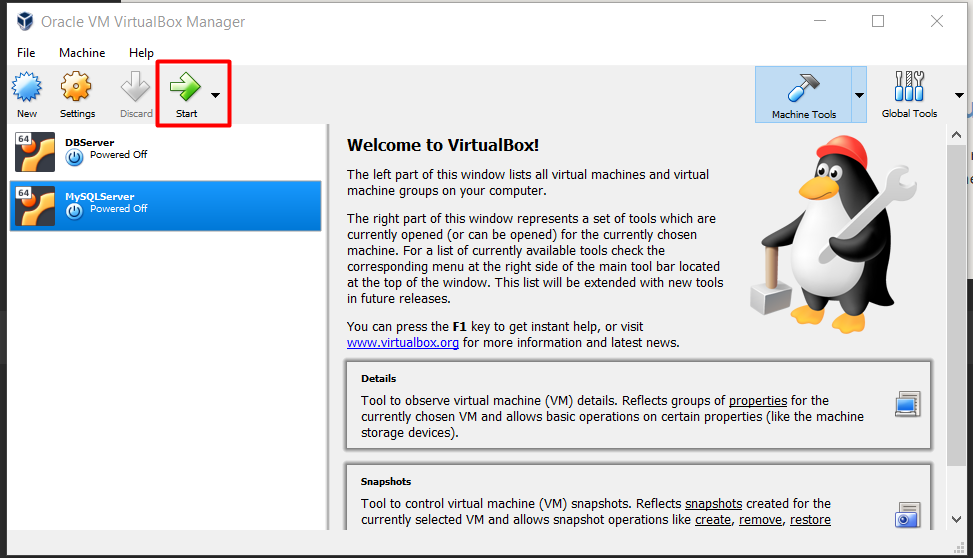 Oracle VM VirtualBox Manager
File Machine Help
New Settings Discard Start Machine Tools Global Tools
64 DBServer
Powered Off
64 MySQLServer
Powered Off
Welcome to VirtualBox!
The left part of this window lists all virtual machines and virtual
machine groups on your computer.
The right part of this window represents a set of tools which are
currently opened (or can be opened) for the currently chosen
machine. For a list of currently available tools check the
corresponding menu at the right side of the main tool bar located
at the top of the window. This list will be extended with new tools
in future releases.
You can press the F1 key to get instant help, or visit
www.virtualbox.org for more information and latest news.
Details
Tool to observe virtual machine (VM) details. Reflects groups of properties for the
currently chosen VM and allows basic operations on certain properties (like the machine
storage devices).
Snapshots
Tool to control virtual machine (VM) snapshots. Reflects snapshots created for the
currently selected VM and allows snapshot operations like create, remove, restore